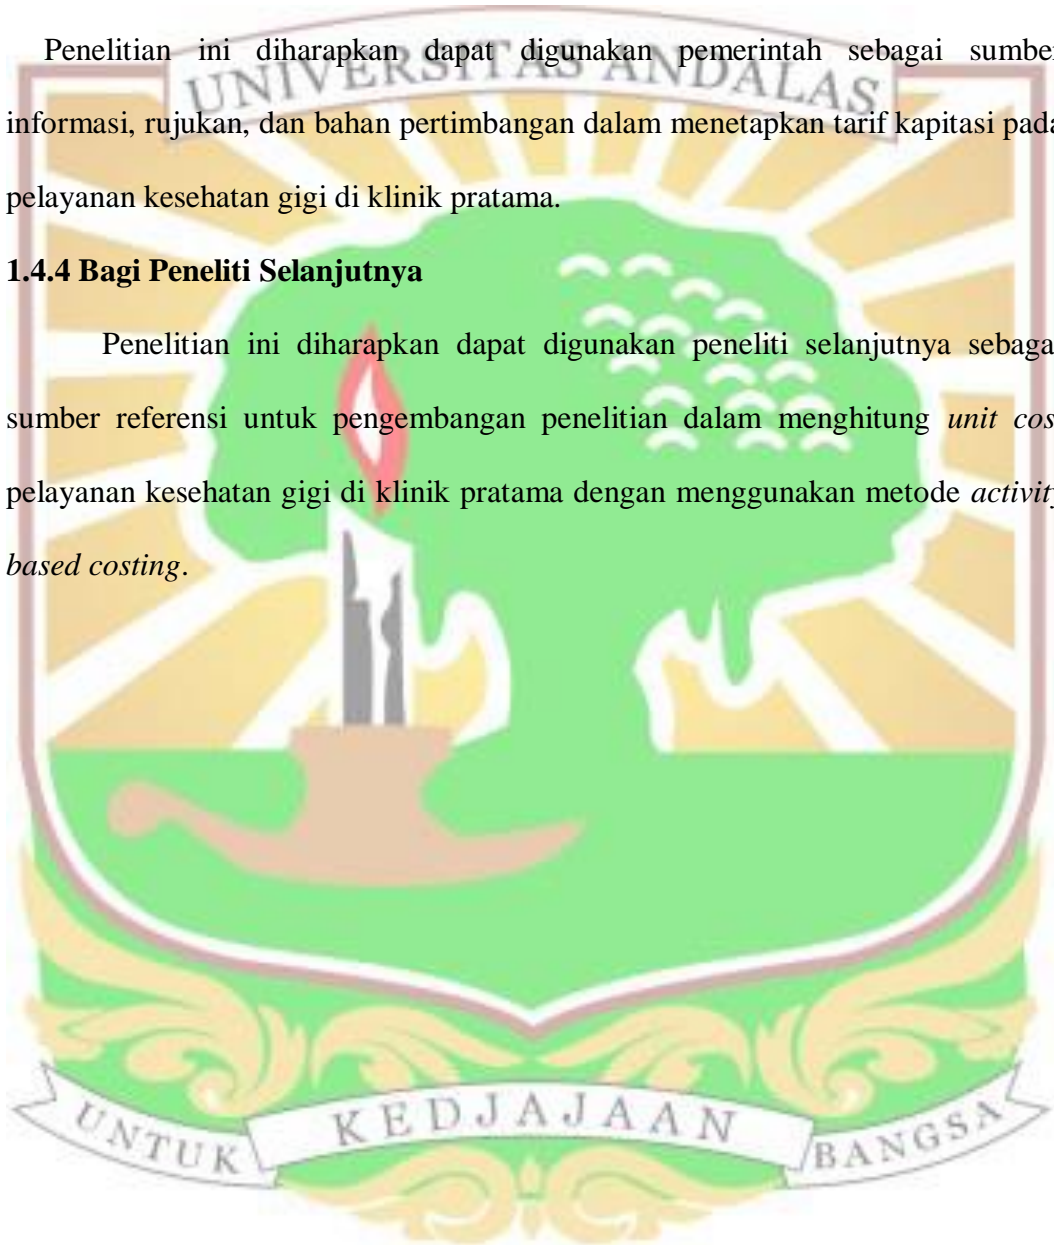 Penelitian ini diharapkan dapat digunakan pemerintah sebagai sumber
UNIVERSITAS ANDALAS
informasi, rujukan, dan bahan pertimbangan dalam menetapkan tarif kapitasi pada
pelayanan kesehatan gigi di klinik pratama.
1.4.4 Bagi Peneliti Selanjutnya
Penelitian ini diharapkan dapat digunakan peneliti selanjutnya sebaga
sumber referensi untuk pengembangan penelitian dalam menghitung unit cos
pelayanan kesehatan gigi di klinik pratama dengan menggunakan metode activity
based costing.
UNTUK KEDJAJAAN BANGSA